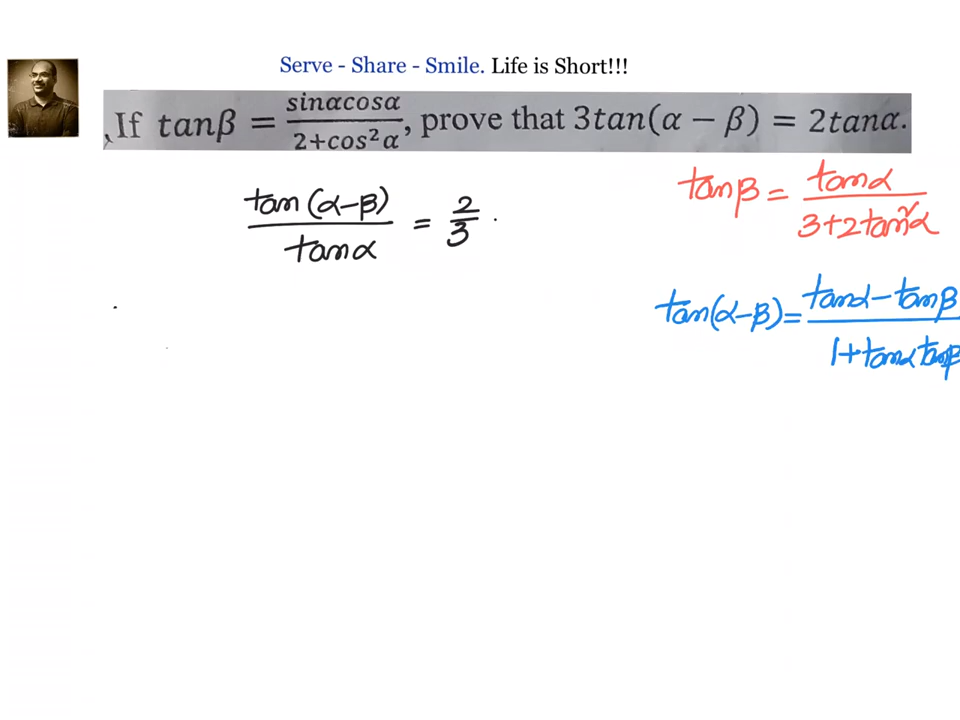 Serve - Share - Smile. Life is Short!!!
If tanβ = sinαcosα / 2+cos²α, prove that 3tan(α − β) = 2tanα.
tanβ = tanα / 3+2tan²α
tan(α-β) / tanα = 2/3
tan(α-β) = tanα - tanβ / 1+tanα tanβ